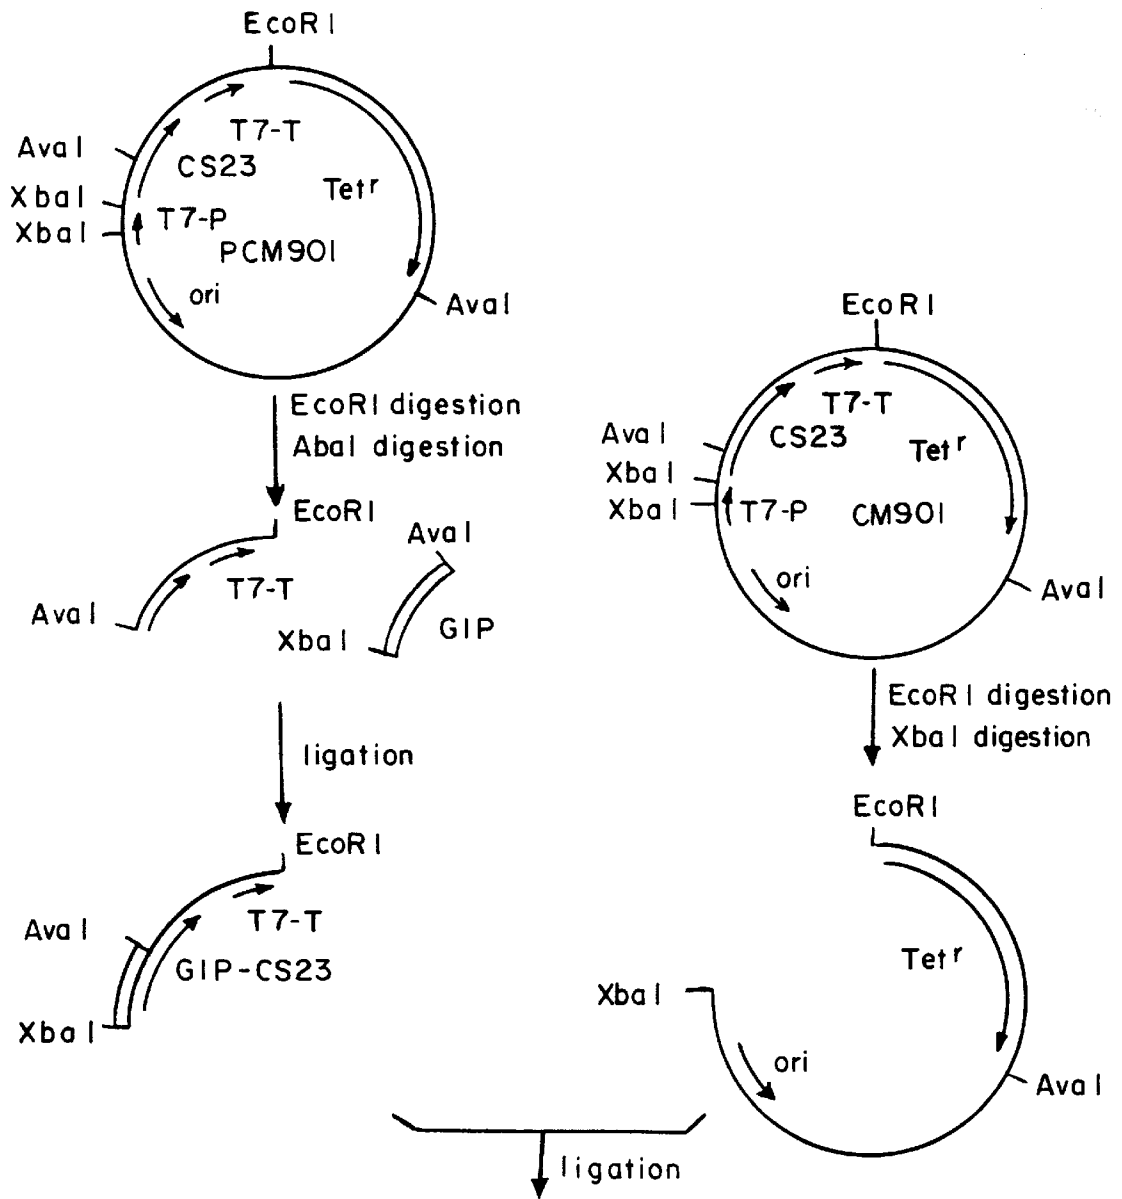 EcoRI
AvaI
XbaI
XbaI
T7-T
CS23
Tetr
T7-P
PCM901
ori
AvaI
EcoRI digestion
AbaI digestion
EcoRI
AvaI
T7-T
AvaI
XbaI
GIP
ligation
EcoRI
AvaI
T7-T
GIP-CS23
XbaI
EcoRI
AvaI
XbaI
XbaI
T7-T
CS23
Tetr
T7-P
CM901
ori
AvaI
EcoRI digestion
XbaI digestion
EcoRI
Tetr
XbaI
ori
AvaI
ligation